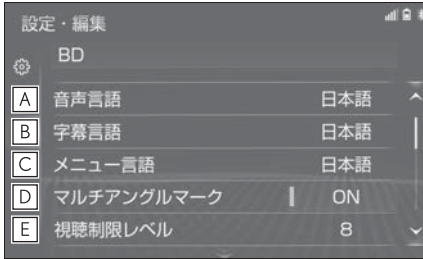 設定・編集
BD
A 音声言語 日本語
B 字幕言語 日本語
C メニュー言語 日本語
D マルチアングルマーク ON
E 視聴制限レベル 8